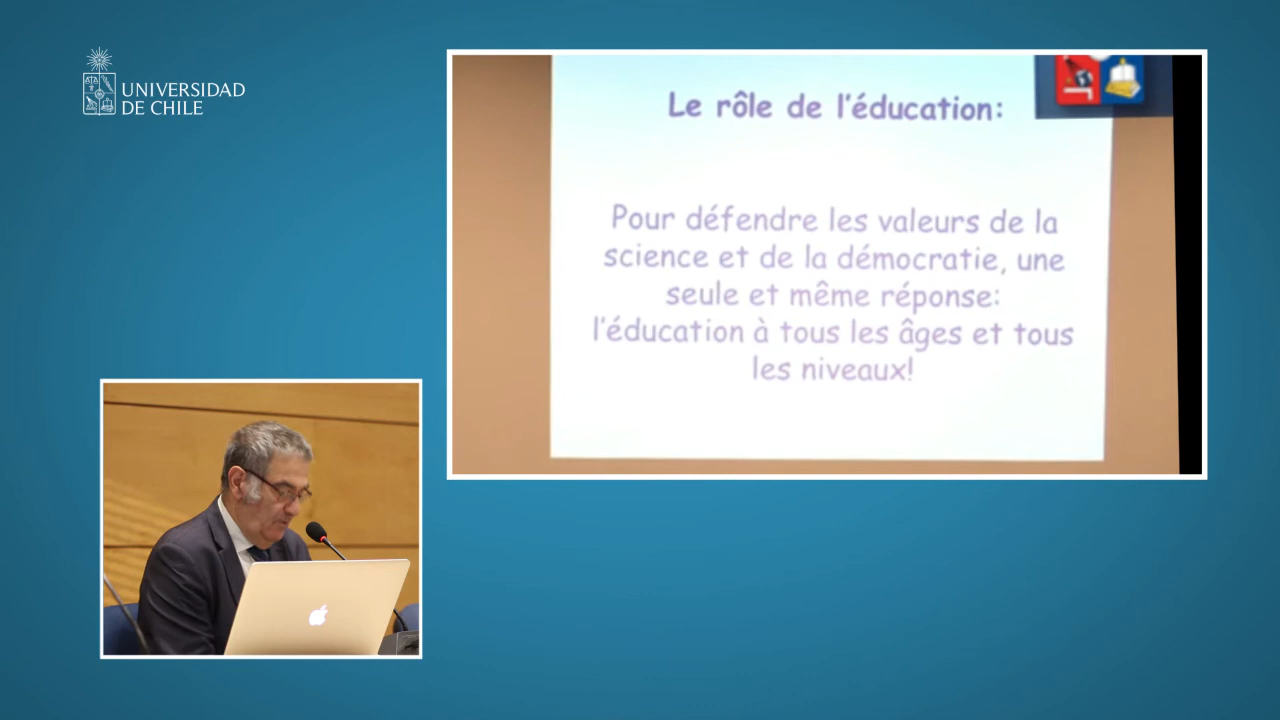 UNIVERSIDAD
DE CHILE
Le rôle de l'éducation:
Pour défendre les valeurs de la
science et de la démocratie, une
seule et même réponse:
l'éducation à tous les âges et tous
les niveaux!